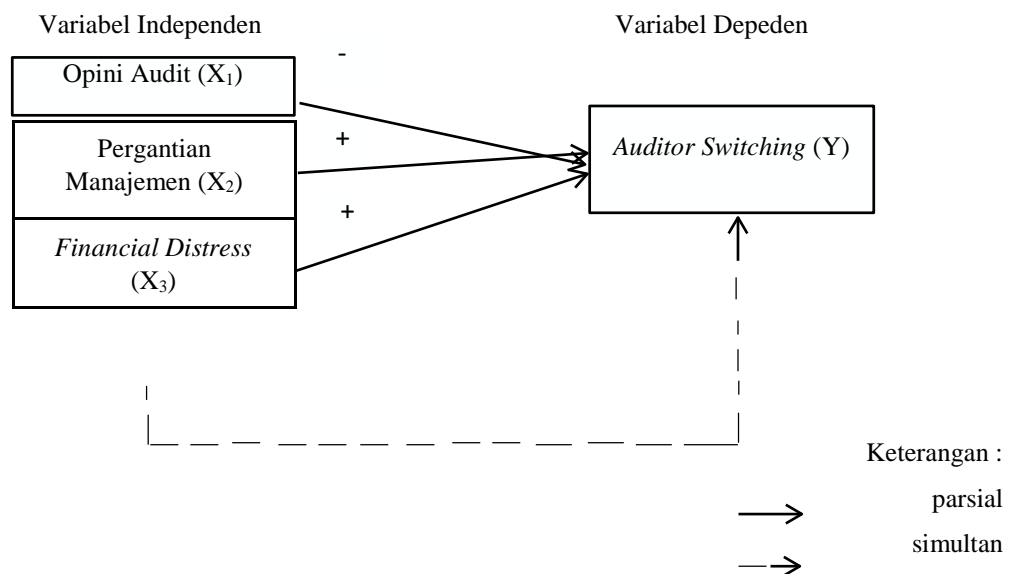 Variabel Independen
Variabel Depeden
-
Opini Audit (X₁)
+
Pergantian
Manajemen (X₂)
Auditor Switching (Y)
+
Financial Distress
(X₃)
Keterangan :
parsial
simultan